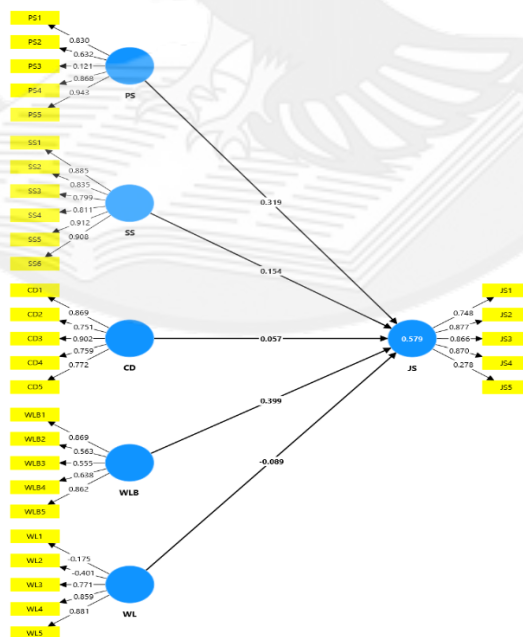 PS1
PS2
PS3
PS4
PS5
0.830
0.632
0.121
0.868
0.943
PS
0.319
SS1
SS2
SS3
SS4
SS5
SS6
0.885
0.835
0.799
0.811
0.912
0.900
SS
0.154
CD1
CD2
CD3
CD4
CD5
0.869
0.751
0.902
0.759
0.772
CD
0.057
WLB1
WLB2
WLB3
WLB4
WLB5
0.869
0.563
0.555
0.638
0.862
WLB
0.399
WL1
WL2
WL3
WL4
WL5
-0.175
-0.401
0.771
0.859
0.881
WL
-0.089
0.579
JS
0.748
0.877
0.866
0.870
0.278
JS1
JS2
JS3
JS4
JS5